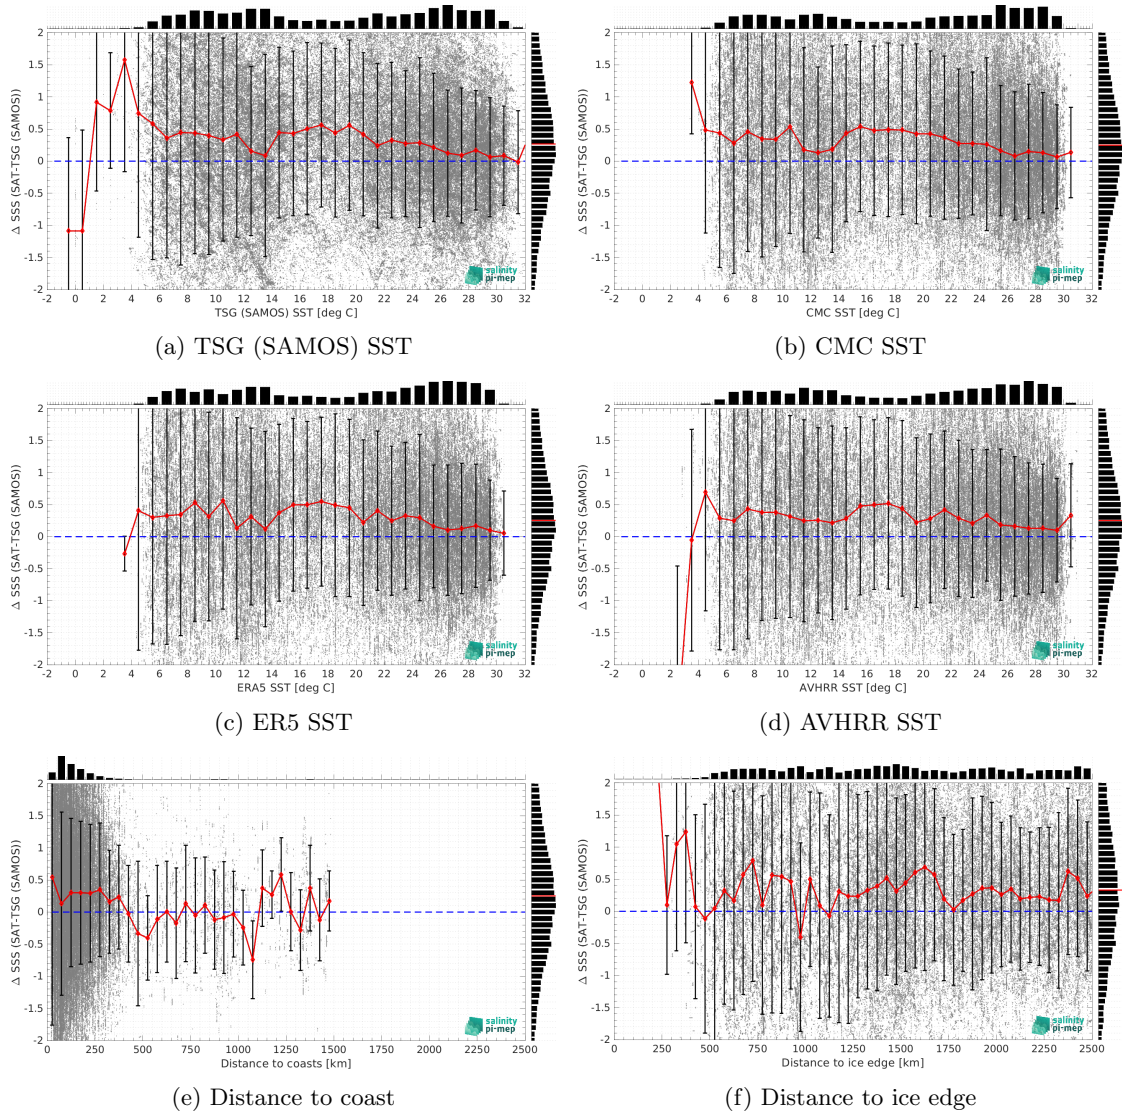 2
1.5
1
0.5
0
-0.5
-1
-1.5
-2
Δ SSS (SAT-TSG (SAMOS))
-2 0 2 4 6 8 10 12 14 16 18 20 22 24 26 28 30 32
TSG (SAMOS) SST [deg C]
salinity
pi-mep
(a) TSG (SAMOS) SST
2
1.5
1
0.5
0
-0.5
-1
-1.5
-2
Δ SSS (SAT-TSG (SAMOS))
-2 0 2 4 6 8 10 12 14 16 18 20 22 24 26 28 30 32
CMC SST [deg C]
salinity
pi-mep
(b) CMC SST
2
1.5
1
0.5
0
-0.5
-1
-1.5
-2
Δ SSS (SAT-TSG (SAMOS))
-2 0 2 4 6 8 10 12 14 16 18 20 22 24 26 28 30 32
ERA5 SST [deg C]
salinity
pi-mep
(c) ER5 SST
2
1.5
1
0.5
0
-0.5
-1
-1.5
-2
Δ SSS (SAT-TSG (SAMOS))
-2 0 2 4 6 8 10 12 14 16 18 20 22 24 26 28 30 32
AVHRR SST [deg C]
salinity
pi-mep
(d) AVHRR SST
2
1.5
1
0.5
0
-0.5
-1
-1.5
-2
Δ SSS (SAT-TSG (SAMOS))
0 250 500 750 1000 1250 1500 1750 2000 2250 2500
Distance to coasts [km]
salinity
pi-mep
(e) Distance to coast
2
1.5
1
0.5
0
-0.5
-1
-1.5
-2
Δ SSS (SAT-TSG (SAMOS))
0 250 500 750 1000 1250 1500 1750 2000 2250 2500
Distance to ice edge [km]
salinity
pi-mep
(f) Distance to ice edge